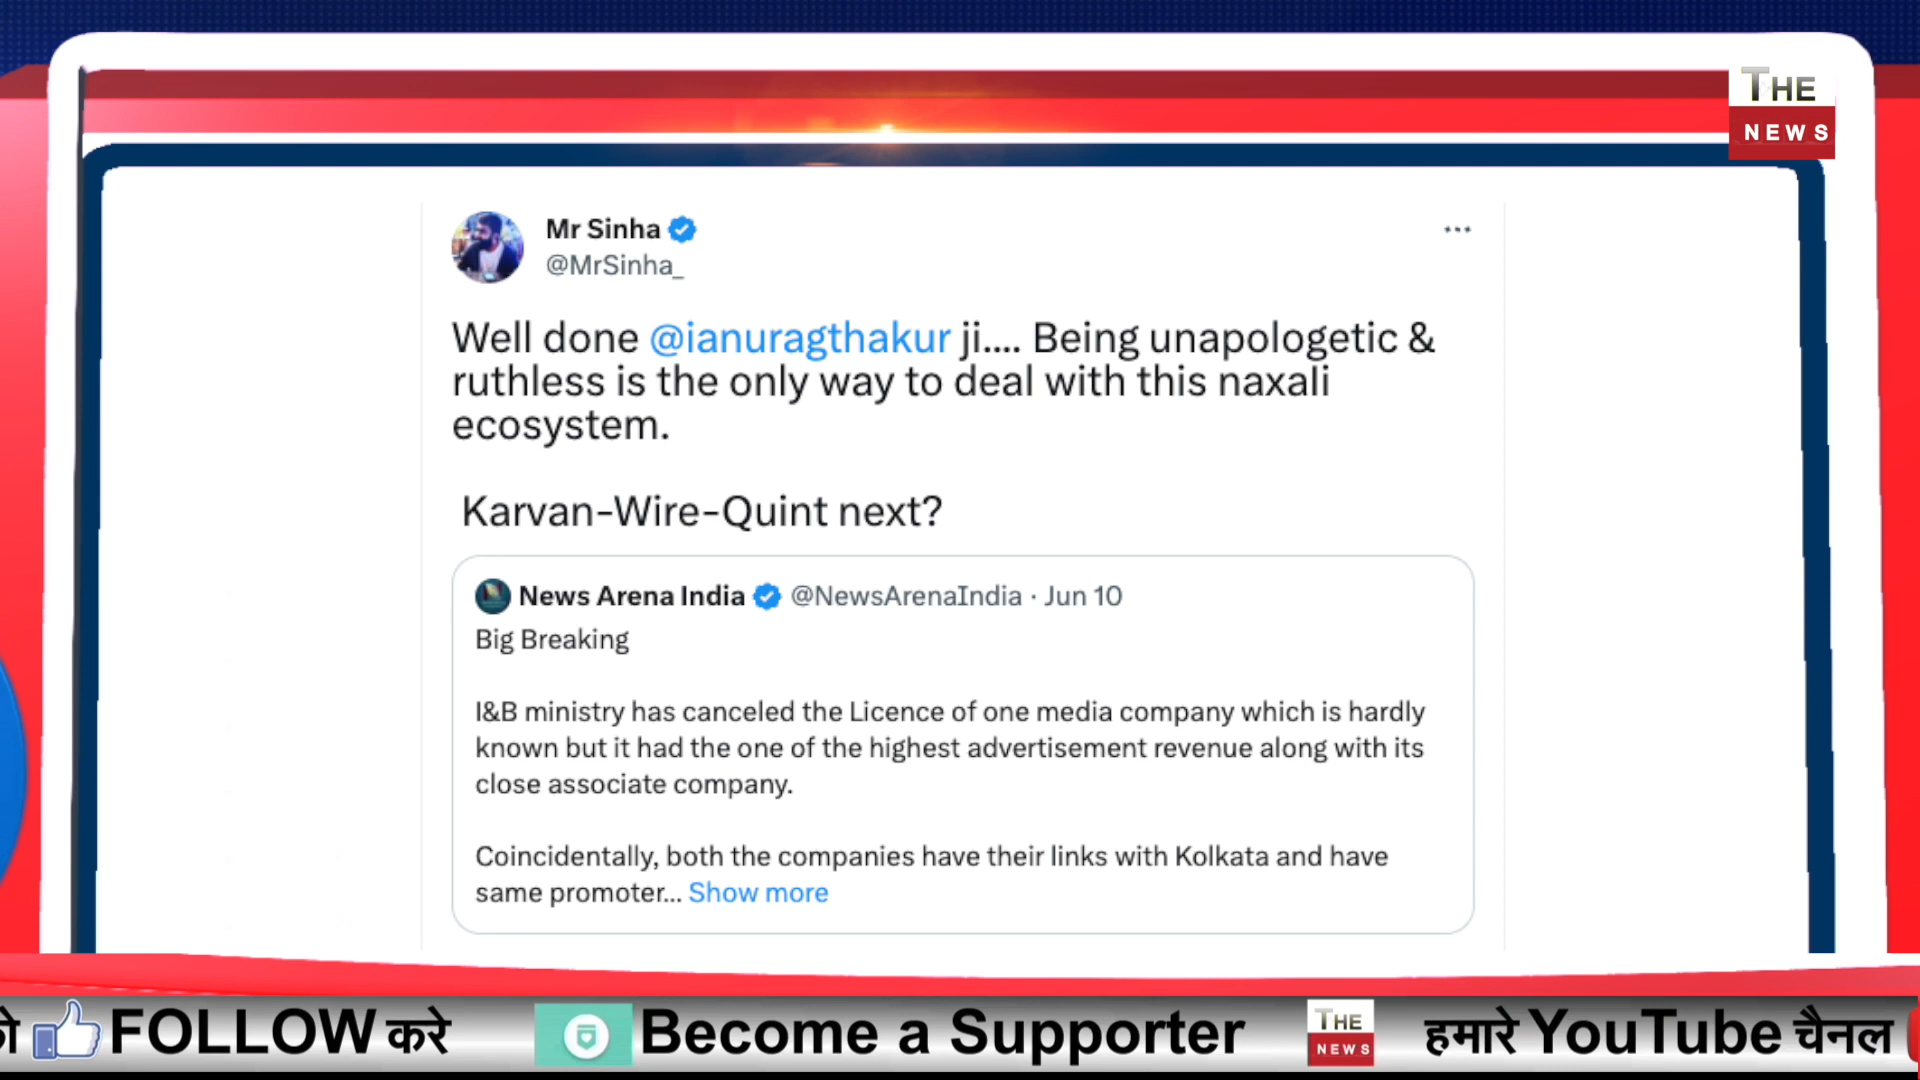 THE
NEWS
Mr Sinha
@MrSinha_
Well done @ianuragthakur ji.... Being unapologetic &
ruthless is the only way to deal with this naxali
ecosystem.
Karvan-Wire-Quint next?
News Arena India @NewsArenaIndia · Jun 10
Big Breaking
I&B ministry has canceled the Licence of one media company which is hardly
known but it had the one of the highest advertisement revenue along with its
close associate company.
Coincidentally, both the companies have their links with Kolkata and have
same promoter... Show more
FOLLOW करे Become a Supporter THE NEWS हमारे YouTube चैनल